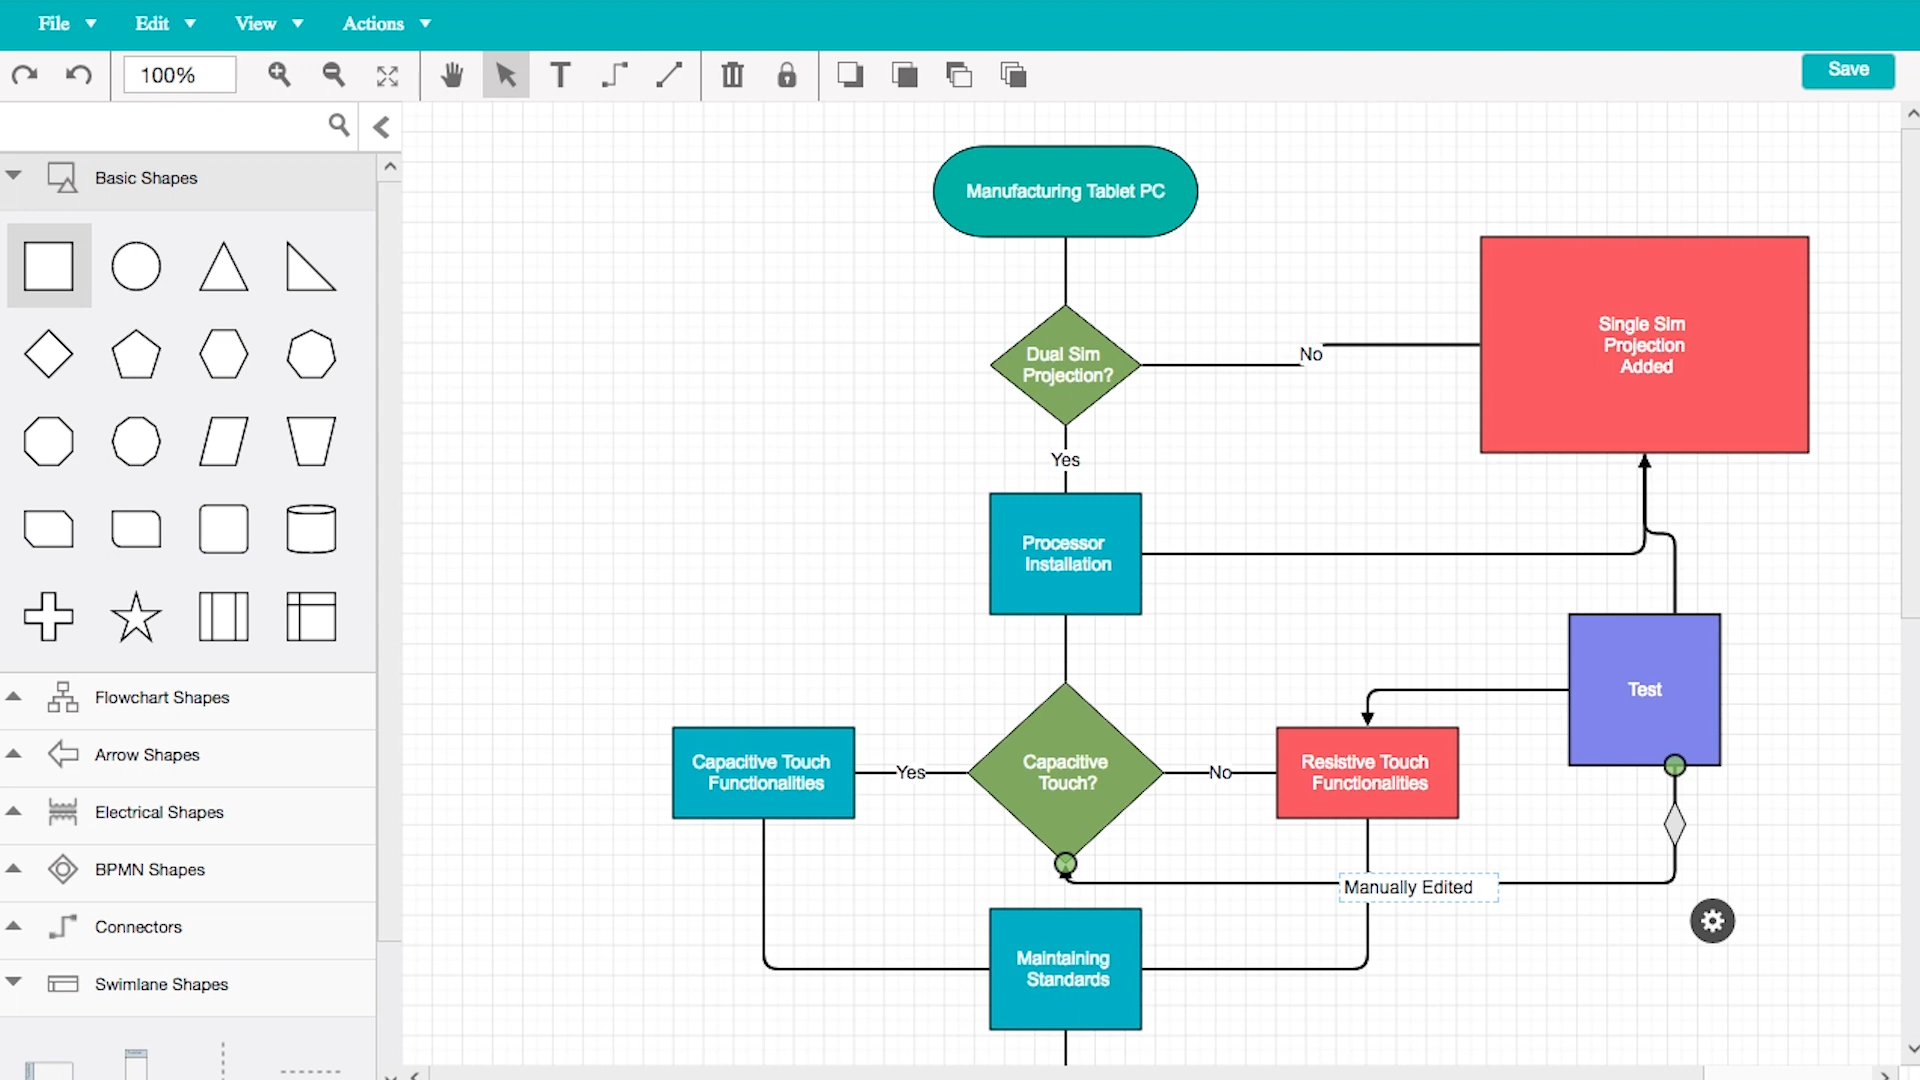 File Edit View Actions
100%
Save
Basic Shapes
Flowchart Shapes
Arrow Shapes
Electrical Shapes
BPMN Shapes
Connectors
Swimlane Shapes
Manufacturing Tablet PC
Dual Sim
Projection?
No
Single Sim
Projection
Added
Yes
Processor
Installation
Test
Capacitive Touch
Functionalities
Yes
Capacitive
Touch?
No
Resistive Touch
Functionalities
Manually Edited
Maintaining
Standards